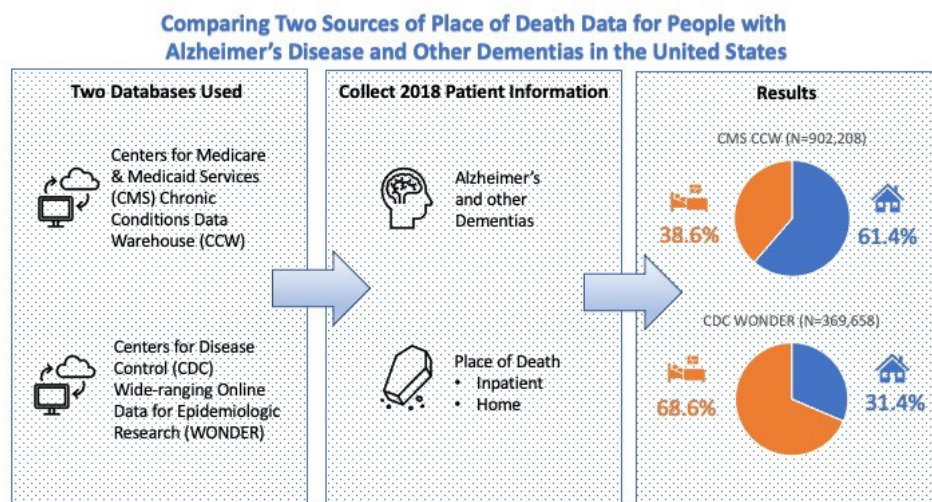 Comparing Two Sources of Place of Death Data for People with
Alzheimer's Disease and Other Dementias in the United States
Two Databases Used
Centers for Medicare
& Medicaid Services
(CMS) Chronic
Conditions Data
Warehouse (CCW)
Centers for Disease
Control (CDC)
Wide-ranging Online
Data for Epidemiologic
Research (WONDER)
Collect 2018 Patient Information
Alzheimer's
and other
Dementias
Place of Death
• Inpatient
• Home
Results
CMS CCW (N=902,208)
38.6%
61.4%
CDC WONDER (N=369,658)
68.6%
31.4%